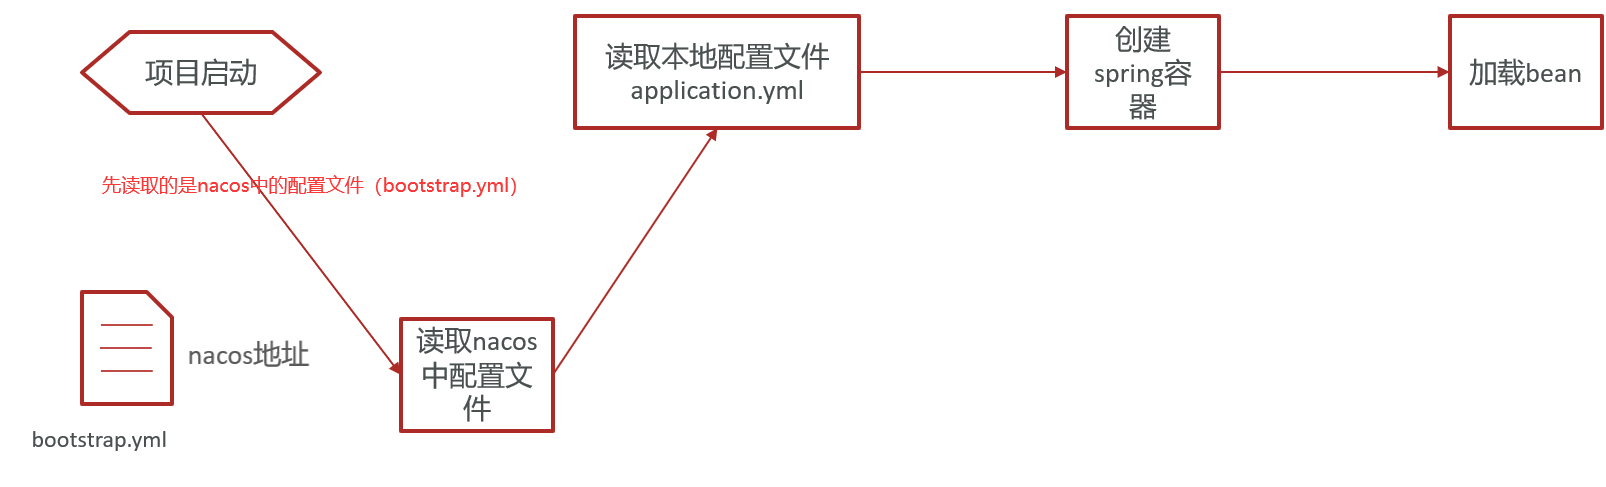 项目启动
读取本地配置文件
application.yml
创建
spring容
器
加载bean
先读取的是nacos中的配置文件（bootstrap.yml）
nacos地址
bootstrap.yml
读取nacos
中配置文
件